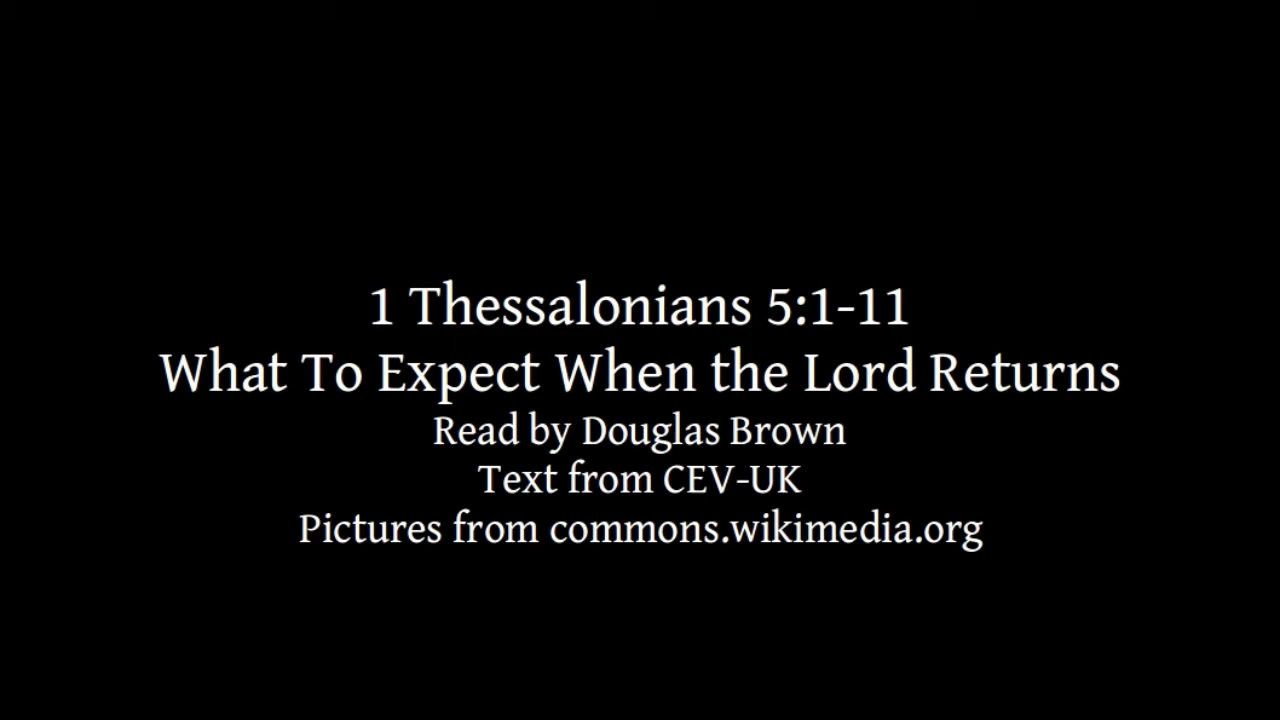 1 Thessalonians 5:1-11
What To Expect When the Lord Returns
Read by Douglas Brown
Text from CEV-UK
Pictures from commons.wikimedia.org